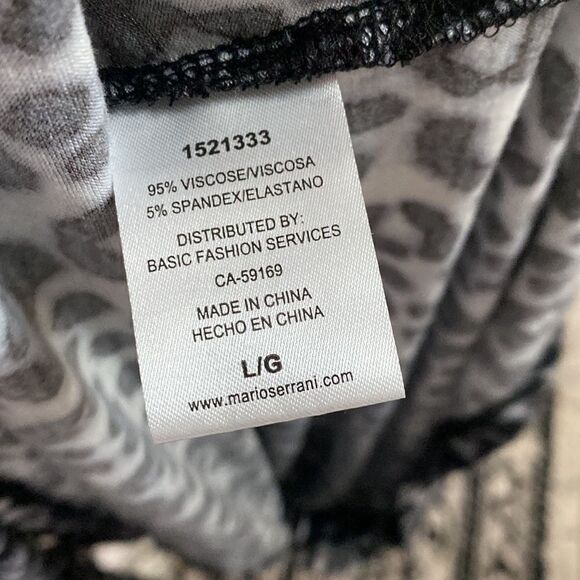 1521333
95% VISCOSE/VISCOSA
5% SPANDEX/ELASTANO
DISTRIBUTED BY:
BASIC FASHION SERVICES
CA-59169
MADE IN CHINA
HECHO EN CHINA
L/G
www.marioserrani.com